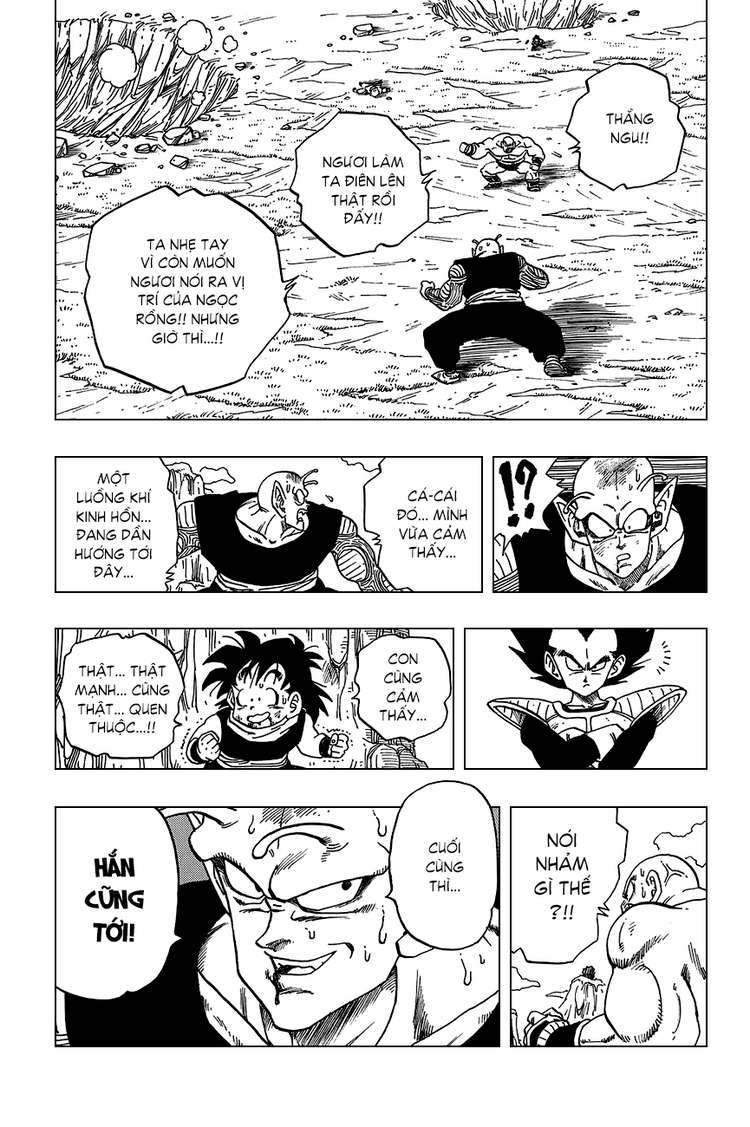 THẰNG
NGU!!
NGƯƠI LÀM
TA ĐIÊN LÊN
THẬT RỒI
ĐẤY!!
TA NHẸ TAY
VÌ CÒN MUỐN
NGƯƠI NÓI RA VỊ
TRÍ CỦA NGỌC
RỒNG!! NHƯNG
GIỜ THÌ...!!
!?
CÁ-CÁI
ĐÓ... MÌNH
VỪA CẢM
THẤY...
MỘT
LUỒNG KHÍ
KINH HỒN...
ĐANG DẦN
HƯỚNG TỚI
ĐÂY...
CON
CŨNG
CẢM
THẤY...
THẬT... THẬT
MẠNH... CŨNG
THẬT... QUEN
THUỘC...!!
NÓI
NHẢM
GÌ THẾ
?!!
CUỐI
CÙNG
THÌ...
HẮN
CŨNG
TỚI!